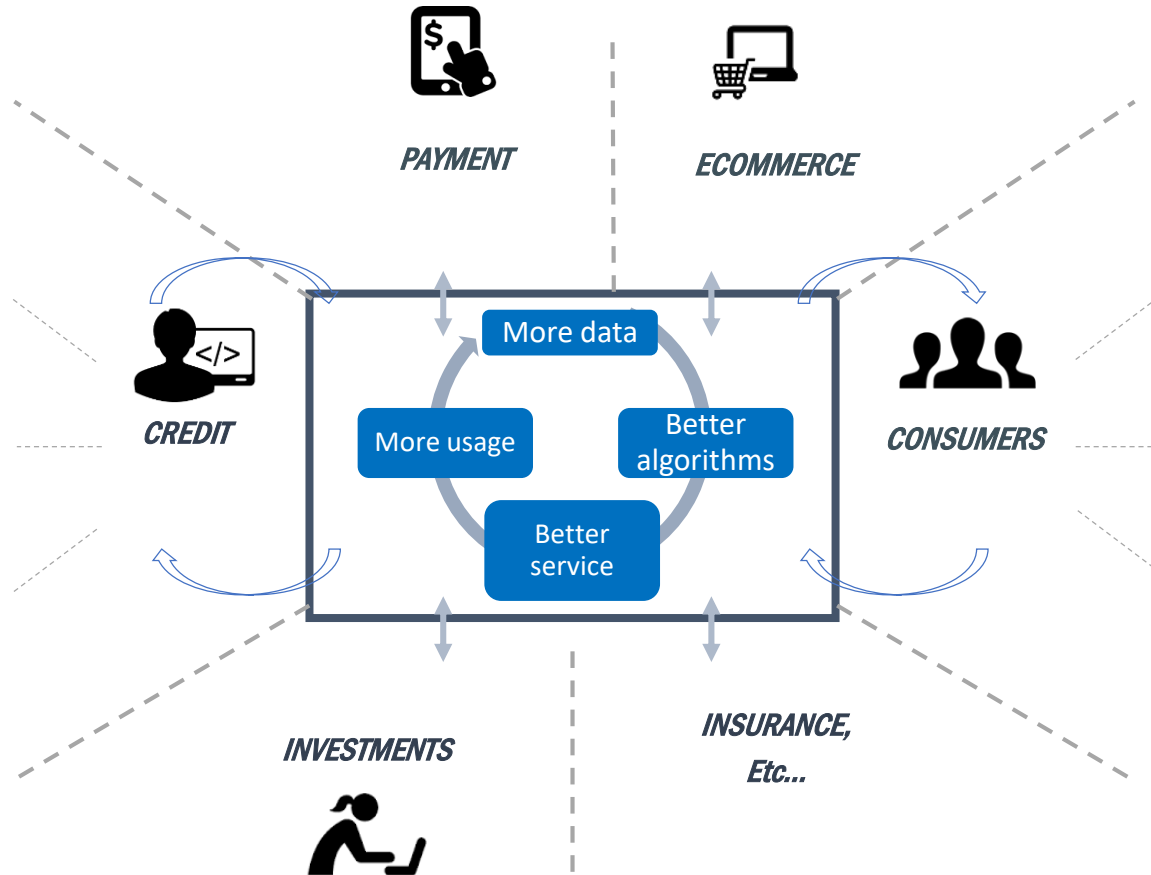 $
PAYMENT
ECOMMERCE
More data
</>
CREDIT
More usage
Better
algorithms
CONSUMERS
Better
service
INVESTMENTS
INSURANCE,
Etc...